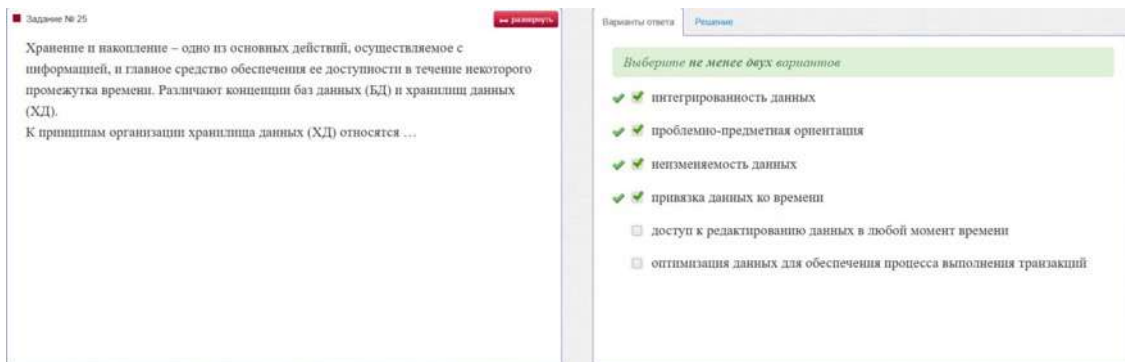 Задание № 25
развернуть
Хранение и накопление – одно из основных действий, осуществляемое с
информацией, и главное средство обеспечения ее доступности в течение некоторого
промежутка времени. Различают концепции баз данных (БД) и хранилищ данных
(ХД).
К принципам организации хранилища данных (ХД) относятся …
Варианты ответа
Решение
Выберите не менее двух вариантов
интегрированность данных
проблемно-предметная ориентация
неизменяемость данных
привязка данных ко времени
доступ к редактированию данных в любой момент времени
оптимизация данных для обеспечения процесса выполнения транзакций